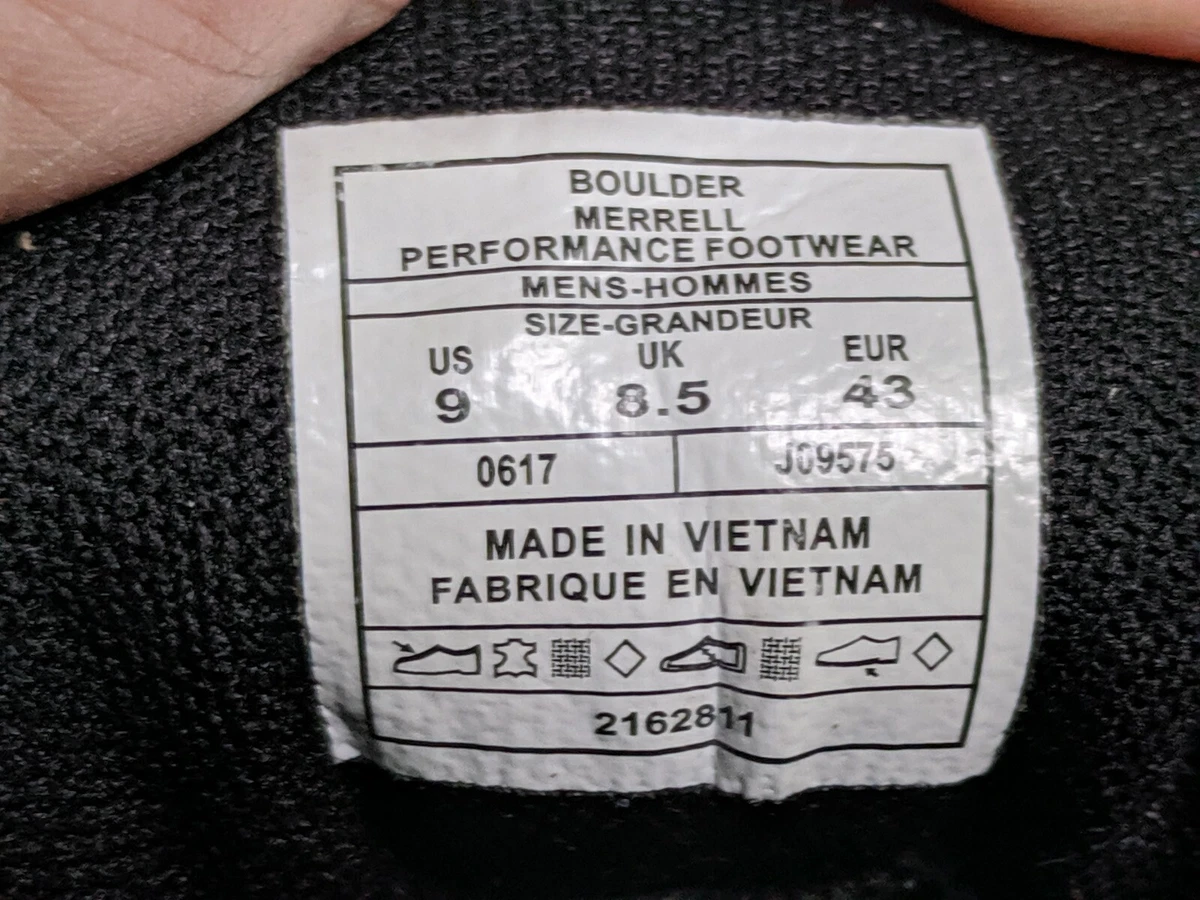 BOULDER
MERRELL
PERFORMANCE FOOTWEAR
MENS-HOMMES
SIZE-GRANDEUR
US UK EUR
9 8.5 43
0617 J09575
MADE IN VIETNAM
FABRIQUE EN VIETNAM
2162811